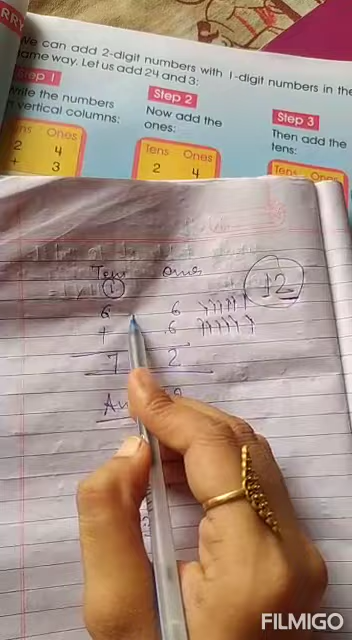 RRY
We can add 2-digit numbers with 1-digit numbers in the
same way. Let us add 24 and 3:
Step 1
Write the numbers
in vertical columns:
Tens Ones
2 4
+ 3
Step 2
Now add the
ones:
Tens Ones
2 4
Step 3
Then add the
tens:
Tens Ones
Tens Ones
1
6 6
+ 6
7 2
12
FILMIGO